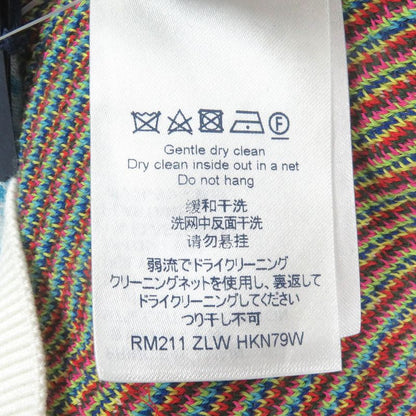 Gentle dry clean
Dry clean inside out in a net
Do not hang
缓和干洗
洗网中反面干洗
请勿悬挂
弱流でドライクリーニング
クリーニングネットを使用し、裏返して
ドライクリーニングしてください
つり干し不可
RM211 ZLW HKN79W